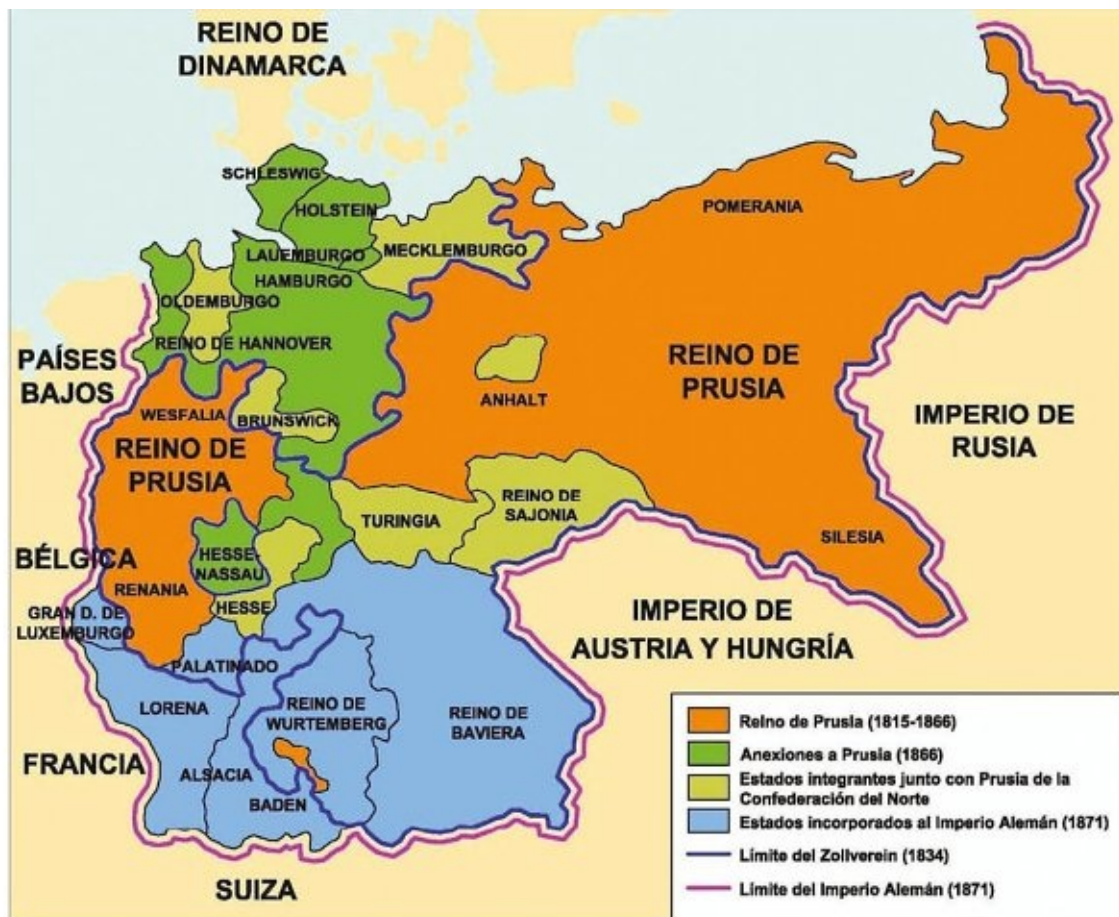 REINO DE
DINAMARCA
SCHLESWIG
HOLSTEIN
POMERANIA
LAUEMBURGO
MECKLEMBURGO
HAMBURGO
OLDEMBURGO
REINO DE HANNOVER
PAÍSES
BAJOS
REINO DE
PRUSIA
ANHALT
WESFALIA
BRUNSWICK
IMPERIO DE
RUSIA
REINO DE
PRUSIA
REINO DE
SAJONIA
TURINGIA
SILESIA
BÉLGICA
HESSE-
NASSAU
RENANIA
HESSE
GRAN D. DE
LUXEMBURGO
IMPERIO DE
AUSTRIA Y HUNGRÍA
PALATINADO
LORENA
REINO DE
WURTEMBERG
REINO DE
BAVIERA
FRANCIA
ALSACIA
BADEN
SUIZA
Reino de Prusia (1815-1866)
Anexiones a Prusia (1866)
Estados integrantes junto con Prusia de la
Confederación del Norte
Estados incorporados al Imperio Alemán (1871)
Límite del Zollverein (1834)
Límite del Imperio Alemán (1871)